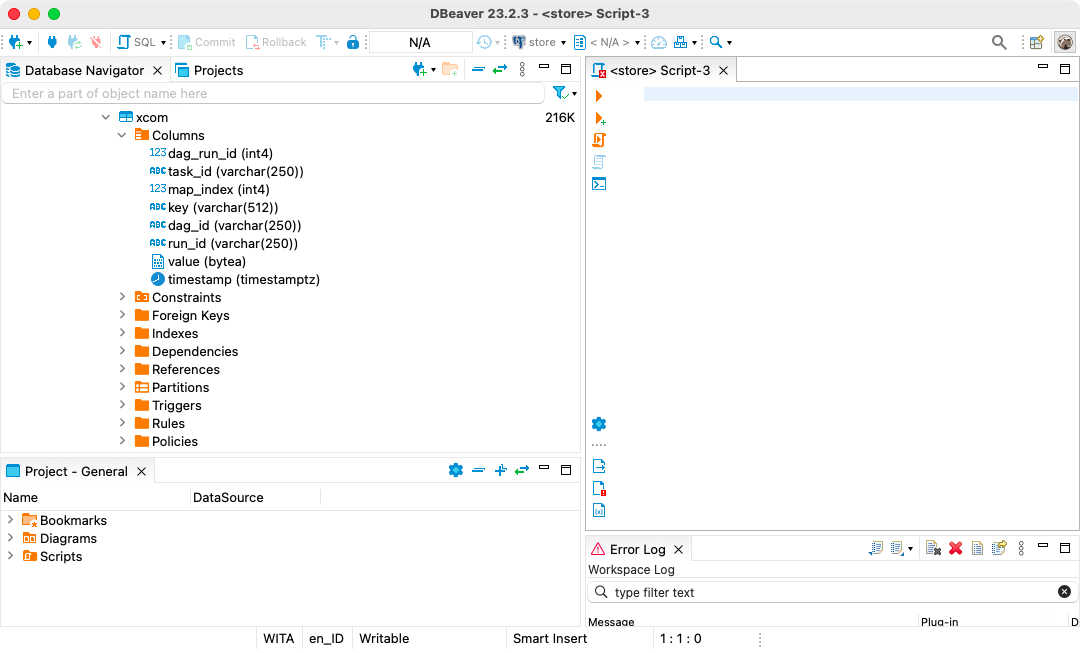 DBeaver 23.2.3 - <store> Script-3
SQL Commit Rollback N/A store < N/A >
Database Navigator Projects
Enter a part of object name here
xcom 216K
Columns
123 dag_run_id (int4)
ABC task_id (varchar(250))
123 map_index (int4)
ABC key (varchar(512))
ABC dag_id (varchar(250))
ABC run_id (varchar(250))
value (bytea)
timestamp (timestamptz)
Constraints
Foreign Keys
Indexes
Dependencies
References
Partitions
Triggers
Rules
Policies
<store> Script-3
Project - General
Name DataSource
Bookmarks
Diagrams
Scripts
Error Log
Workspace Log
type filter text
Message Plug-in D
WITA en_ID Writable Smart Insert 1 : 1 : 0